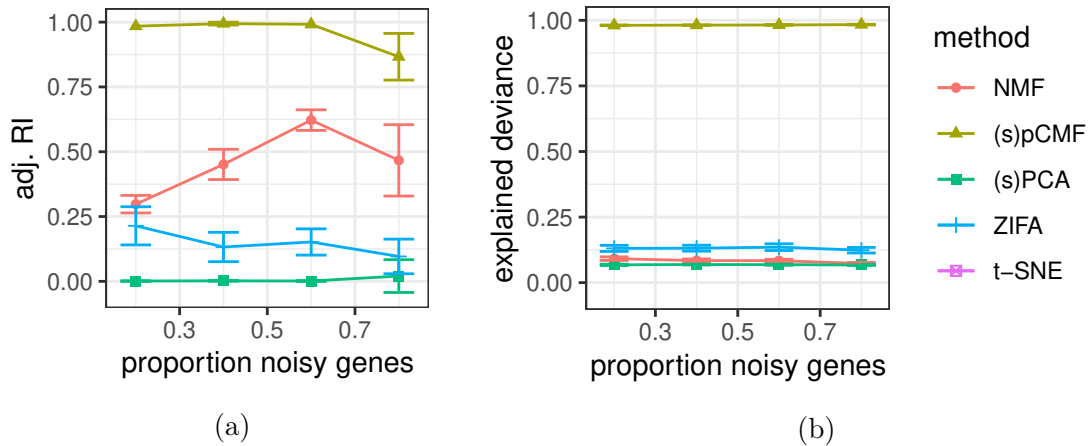 adj. RI
1.00
0.75
0.50
0.25
0.00
0.3 0.5 0.7
proportion noisy genes
(a)
explained deviance
1.00
0.75
0.50
0.25
0.00
0.3 0.5 0.7
proportion noisy genes
(b)
method
NMF
(s)pCMF
(s)PCA
ZIFA
t−SNE